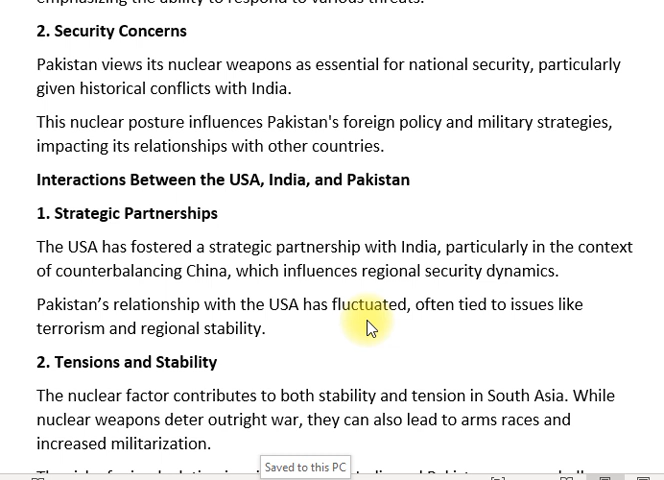 2. Security Concerns
Pakistan views its nuclear weapons as essential for national security, particularly
given historical conflicts with India.
This nuclear posture influences Pakistan's foreign policy and military strategies,
impacting its relationships with other countries.
Interactions Between the USA, India, and Pakistan
1. Strategic Partnerships
The USA has fostered a strategic partnership with India, particularly in the context
of counterbalancing China, which influences regional security dynamics.
Pakistan’s relationship with the USA has fluctuated, often tied to issues like
terrorism and regional stability.
2. Tensions and Stability
The nuclear factor contributes to both stability and tension in South Asia. While
nuclear weapons deter outright war, they can also lead to arms races and
increased militarization.
Saved to this PC